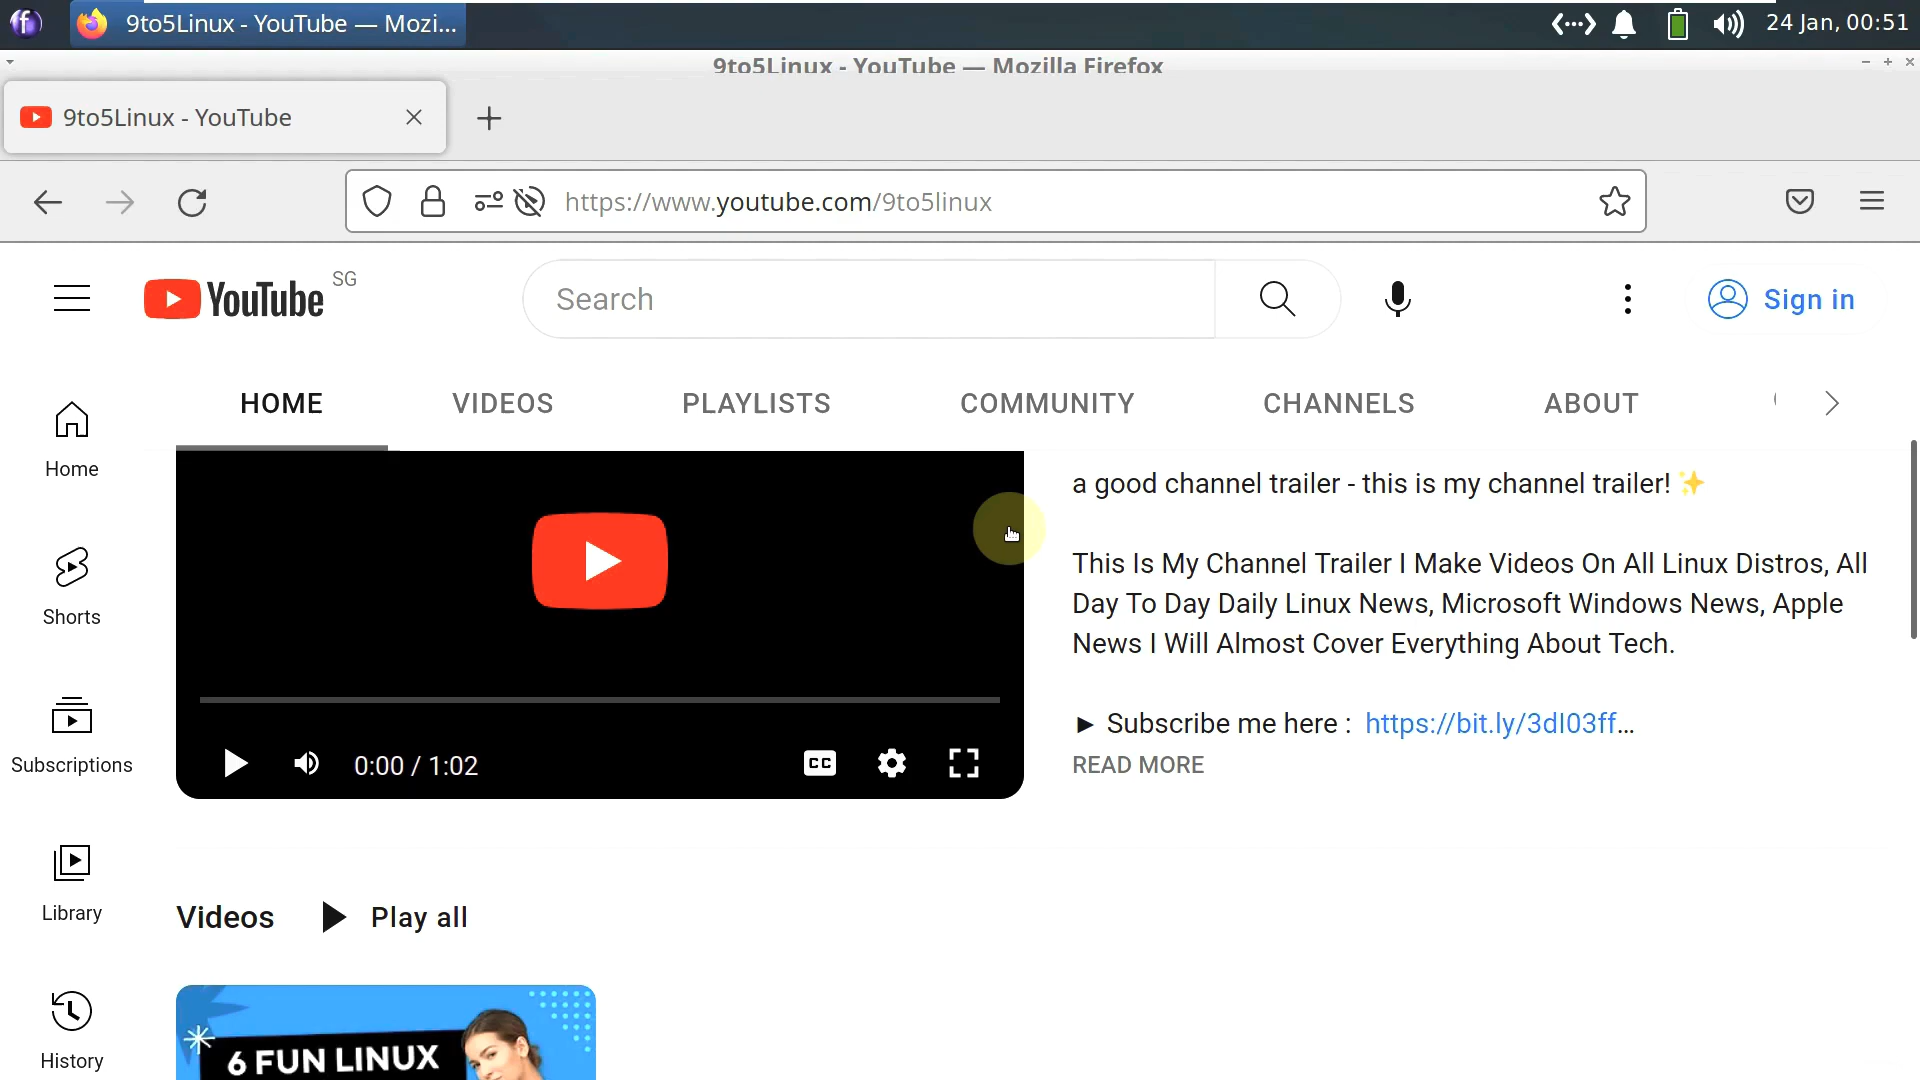 9to5Linux - YouTube — Mozi...
24 Jan, 00:51
9to5Linux - YouTube — Mozilla Firefox
9to5Linux - YouTube
https://www.youtube.com/9to5linux
YouTube SG
Search
Sign in
HOME
VIDEOS
PLAYLISTS
COMMUNITY
CHANNELS
ABOUT
Home
Shorts
Subscriptions
Library
History
a good channel trailer - this is my channel trailer! ✨
This Is My Channel Trailer I Make Videos On All Linux Distros, All
Day To Day Daily Linux News, Microsoft Windows News, Apple
News I Will Almost Cover Everything About Tech.
► Subscribe me here : https://bit.ly/3dI03ff...
READ MORE
0:00 / 1:02
CC
Videos
Play all
6 FUN LINUX